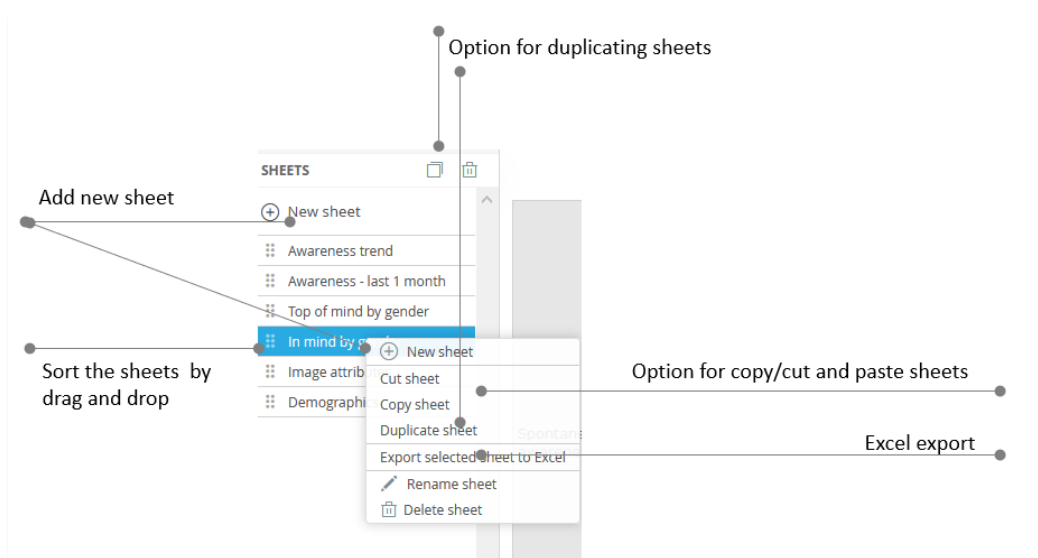 Option for duplicating sheets
SHEETS
Add new sheet
New sheet
Awareness trend
Awareness - last 1 month
Top of mind by gender
In mind by
New sheet
Sort the sheets by
drag and drop
Image
Cut sheet
Option for copy/cut and paste sheets
Copy sheet
Duplicate sheet
Excel export
Export selected sheet to Excel
Rename sheet
Delete sheet